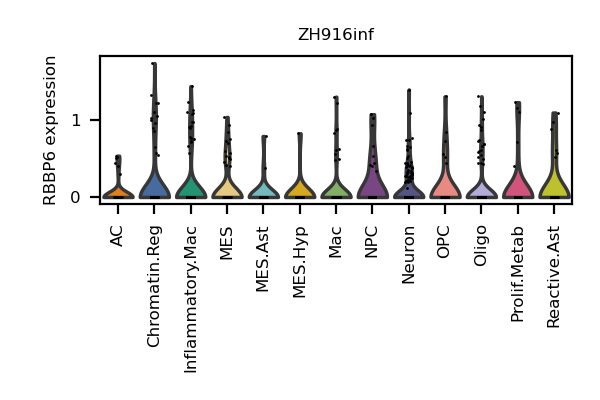 ZH916inf
RBBP6 expression
1
0
AC
Chromatin.Reg
Inflammatory.Mac
MES
MES.Ast
MES.Hyp
Mac
NPC
Neuron
OPC
Oligo
Prolif.Metab
Reactive.Ast